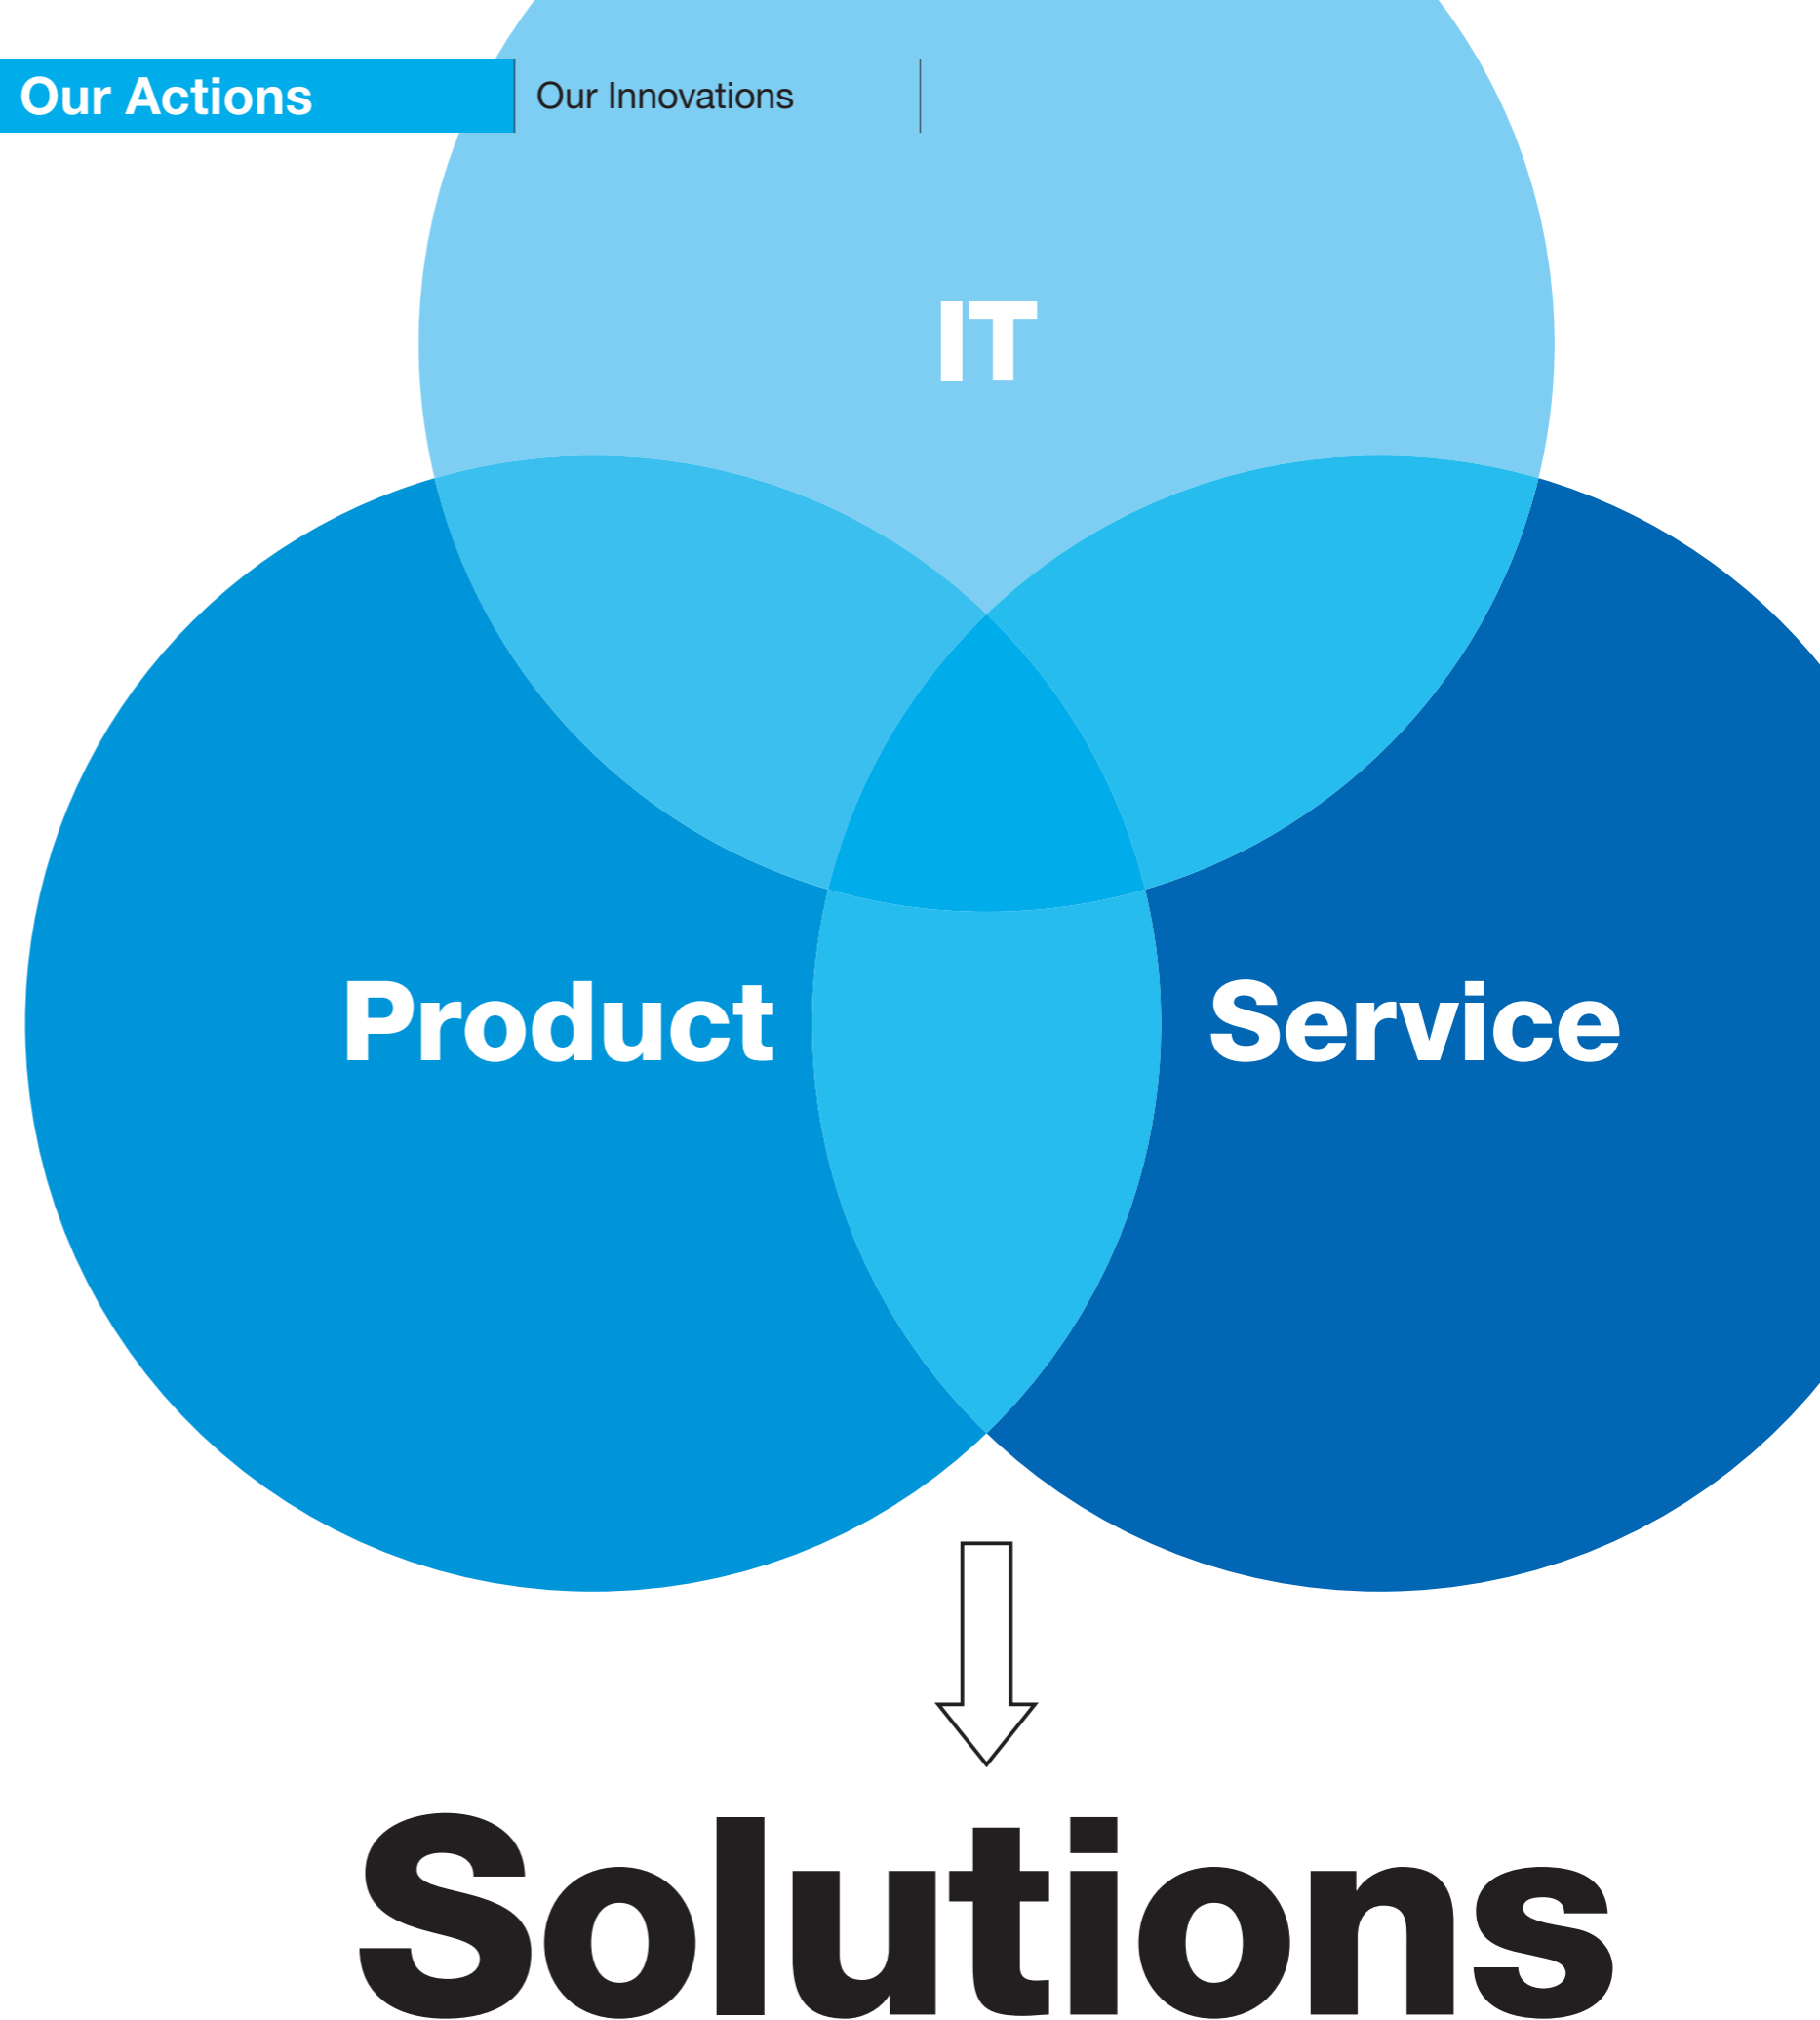 Our Actions
Our Innovations
IT
Product
Service
Solutions